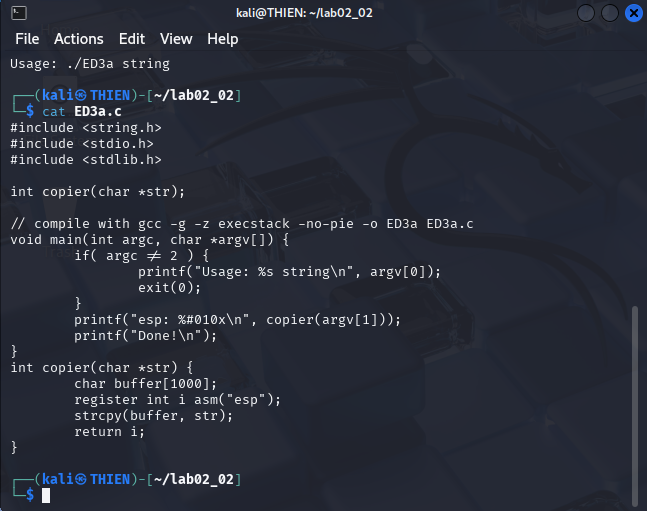 kali@THIEN: ~/lab02_02
File Actions Edit View Help
Usage: ./ED3a string
┌──(kali㉿THIEN)-[~/lab02_02]
└─$ cat ED3a.c
#include <string.h>
#include <stdio.h>
#include <stdlib.h>
int copier(char *str);
// compile with gcc -g -z execstack -no-pie -o ED3a ED3a.c
void main(int argc, char *argv[]) {
if( argc != 2 ) {
printf("Usage: %s string\n", argv[0]);
exit(0);
}
printf("esp: %#010x\n", copier(argv[1]));
printf("Done!\n");
}
int copier(char *str) {
char buffer[1000];
register int i asm("esp");
strcpy(buffer, str);
return i;
}
┌──(kali㉿THIEN)-[~/lab02_02]
└─$